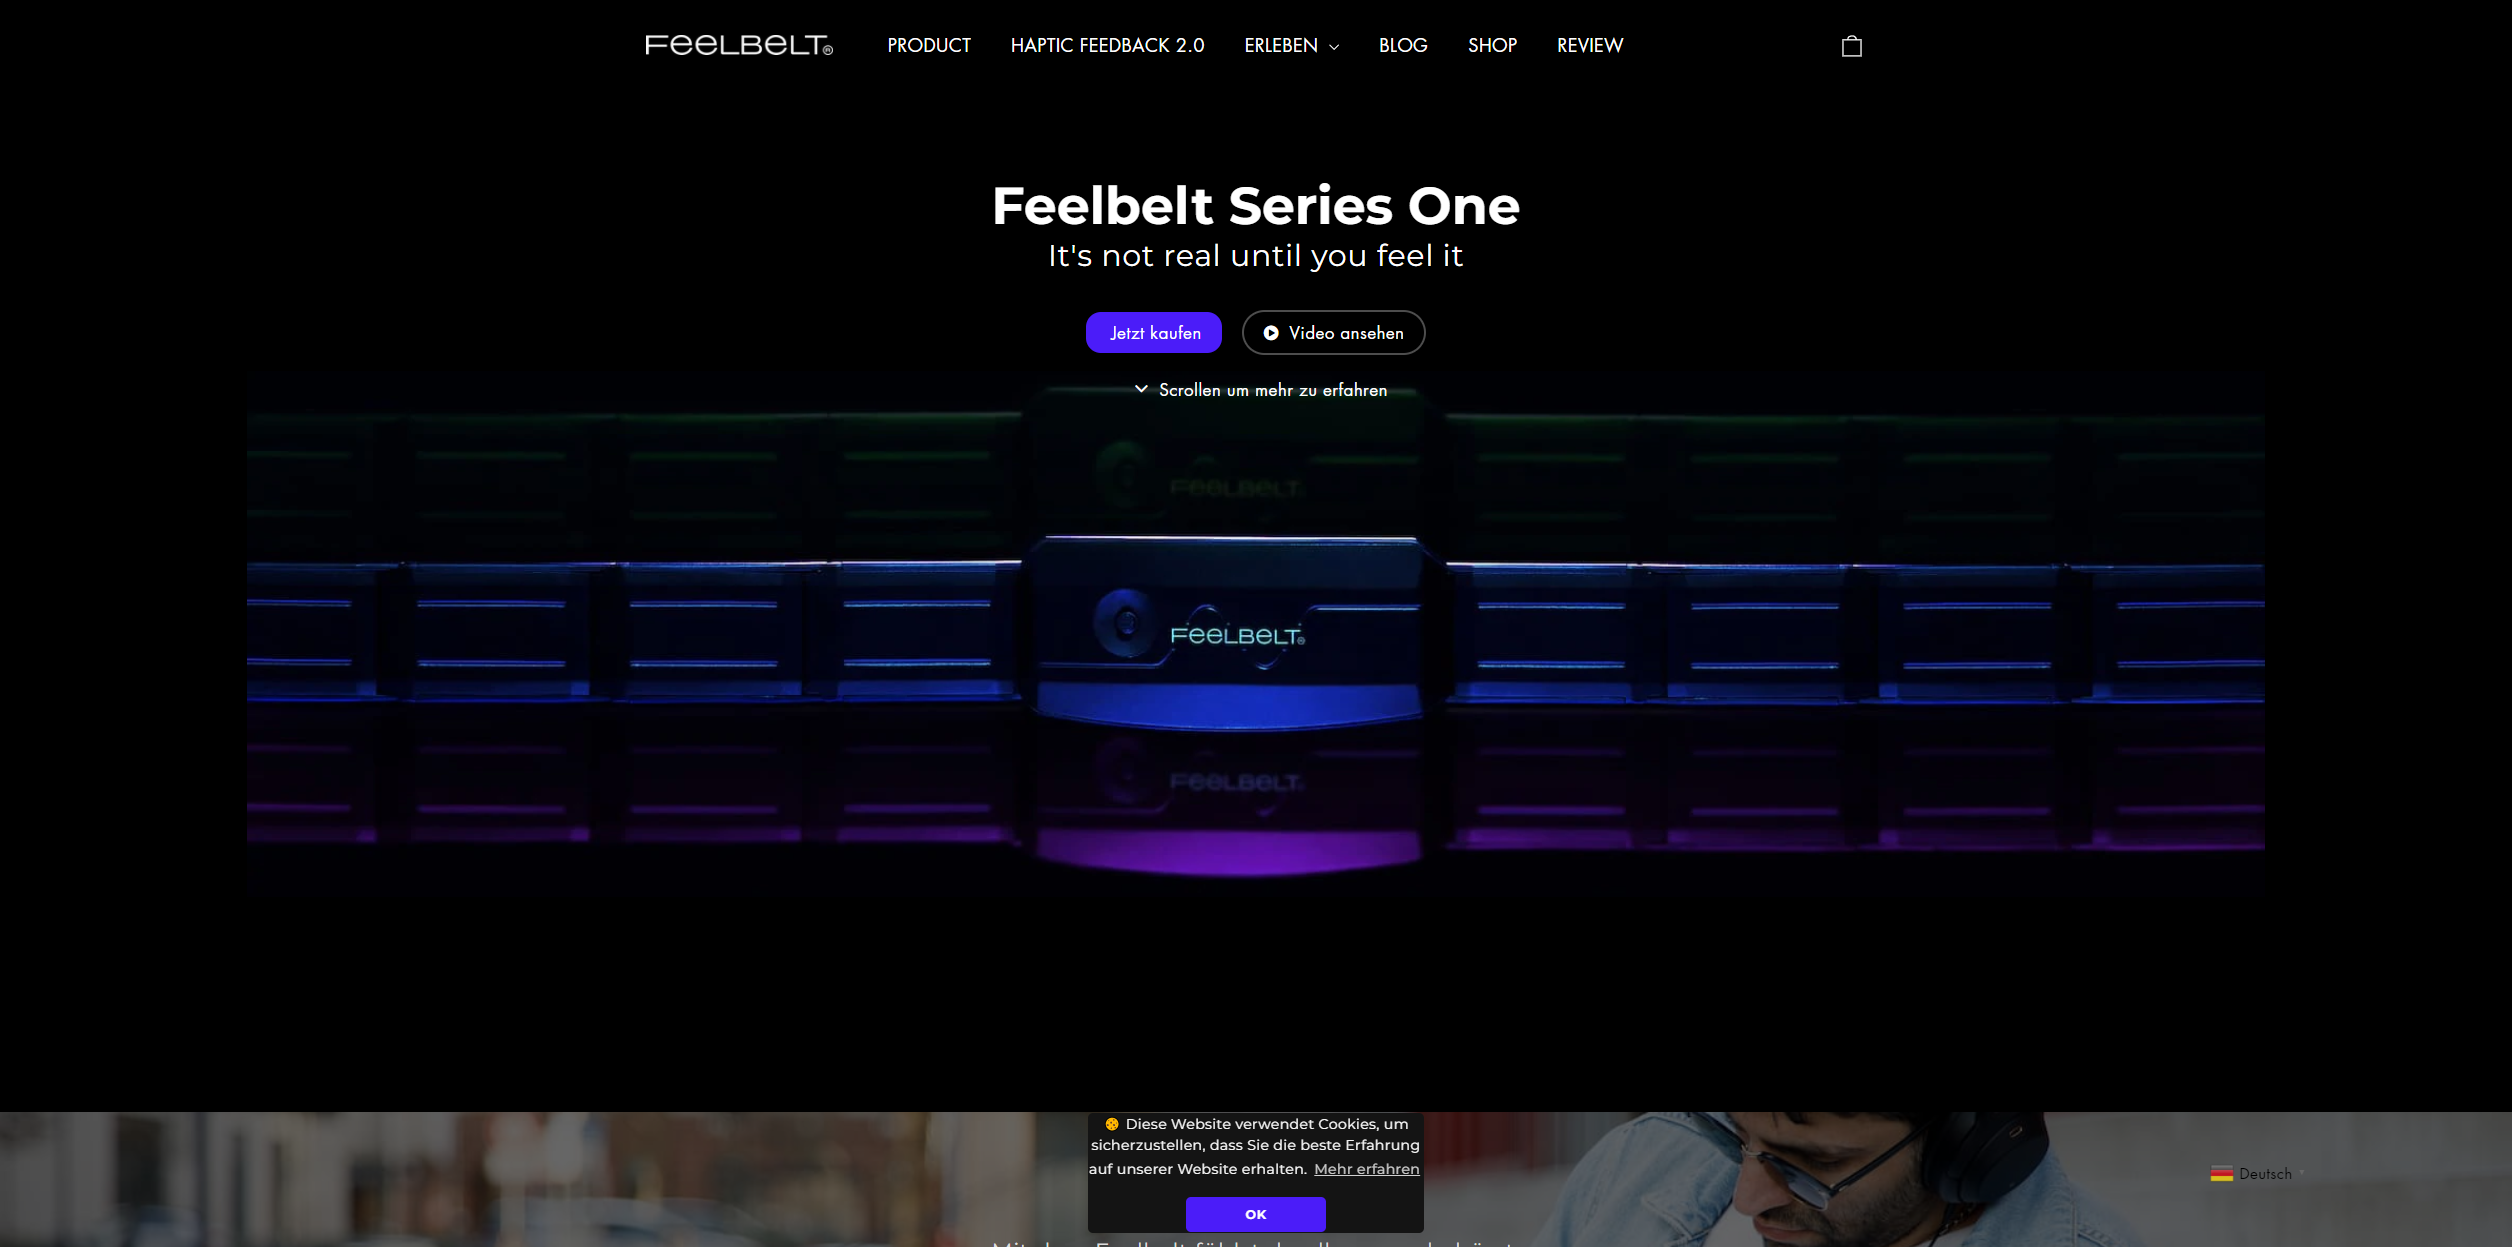 FEELBELT®
PRODUCT
HAPTIC FEEDBACK 2.0
ERLEBEN
BLOG
SHOP
REVIEW
Feelbelt Series One
It's not real until you feel it
Jetzt kaufen
Video ansehen
Scrollen um mehr zu erfahren
FEELBELT
FEELBELT®
FEELBELT
Diese Website verwendet Cookies, um
sicherzustellen, dass Sie die beste Erfahrung
auf unserer Website erhalten. Mehr erfahren
OK
Deutsch